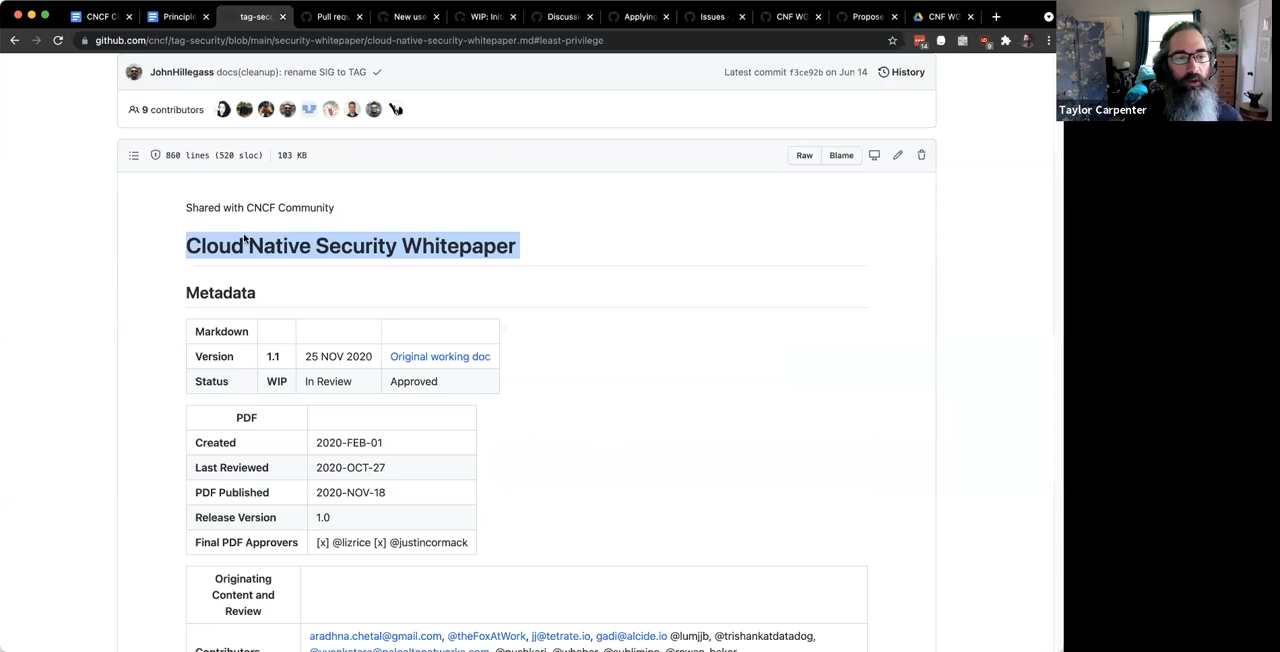 CNCF C
Principle
tag-secu
Pull requ
New use
WIP: Init
Discussi
Applying
Issues
CNF WG
Propose
CNF WG
github.com/cncf/tag-security/blob/main/security-whitepaper/cloud-native-security-whitepaper.md#least-privilege
JohnHillegass docs(cleanup): rename SIG to TAG
Latest commit f3ce92b on Jun 14 History
Taylor Carpenter
9 contributors
860 lines (520 sloc) 103 KB
Raw Blame
Shared with CNCF Community
Cloud Native Security Whitepaper
Metadata
Markdown
Version 1.1 25 NOV 2020 Original working doc
Status WIP In Review Approved
PDF
Created 2020-FEB-01
Last Reviewed 2020-OCT-27
PDF Published 2020-NOV-18
Release Version 1.0
Final PDF Approvers [x] @lizrice [x] @justincormack
Originating
Content and
Review
aradhna.chetal@gmail.com, @theFoxAtWork, jj@tetrate.io, gadi@alcide.io @lumjjb, @trishankatdatadog,